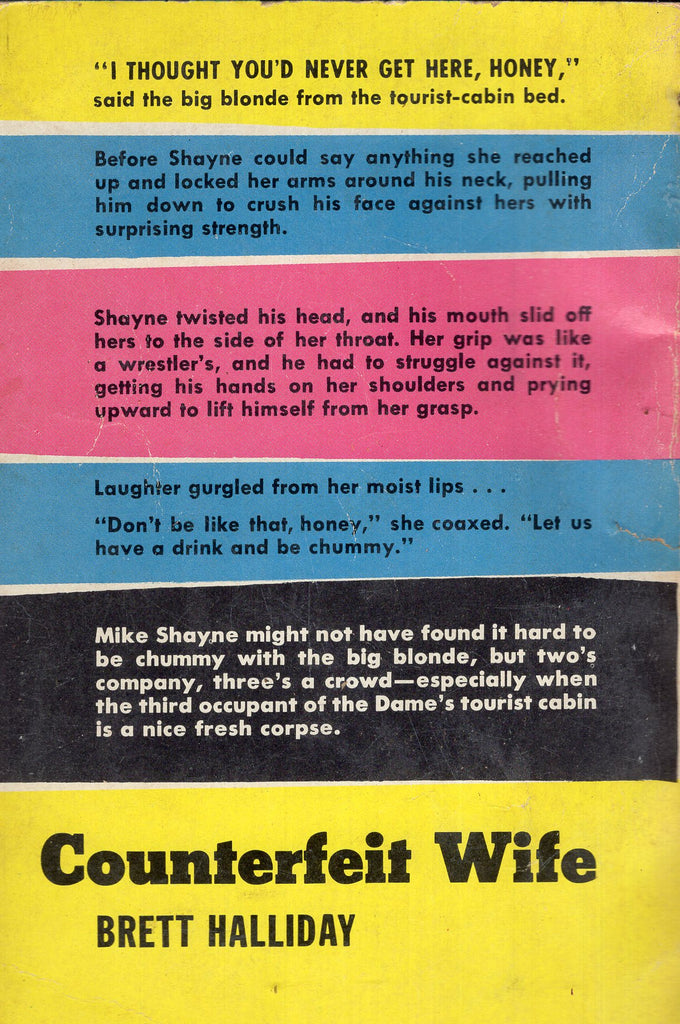 "I THOUGHT YOU'D NEVER GET HERE, HONEY,"
said the big blonde from the tourist-cabin bed.
Before Shayne could say anything she reached
up and locked her arms around his neck, pulling
him down to crush his face against hers with
surprising strength.
Shayne twisted his head, and his mouth slid off
hers to the side of her throat. Her grip was like
a wrestler's, and he had to struggle against it,
getting his hands on her shoulders and prying
upward to lift himself from her grasp.
Laughter gurgled from her moist lips . . .
"Don't be like that, honey," she coaxed. "Let us
have a drink and be chummy."
Mike Shayne might not have found it hard to
be chummy with the big blonde, but two's
company, three's a crowd—especially when
the third occupant of the Dame's tourist cabin
is a nice fresh corpse.
Counterfeit Wife
BRETT HALLIDAY